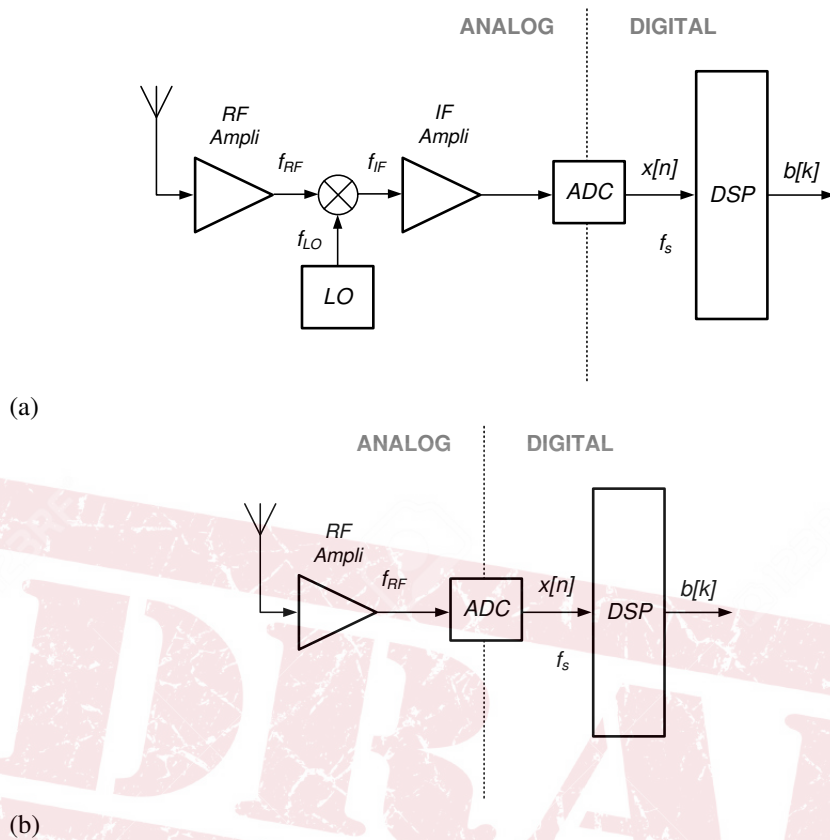 ANALOG DIGITAL
RF
Ampli
IF
Ampli
f_RF
f_IF
f_LO
LO
ADC
x[n]
f_s
DSP
b[k]
(a)
ANALOG DIGITAL
RF
Ampli
f_RF
ADC
x[n]
f_s
DSP
b[k]
DRA
(b)